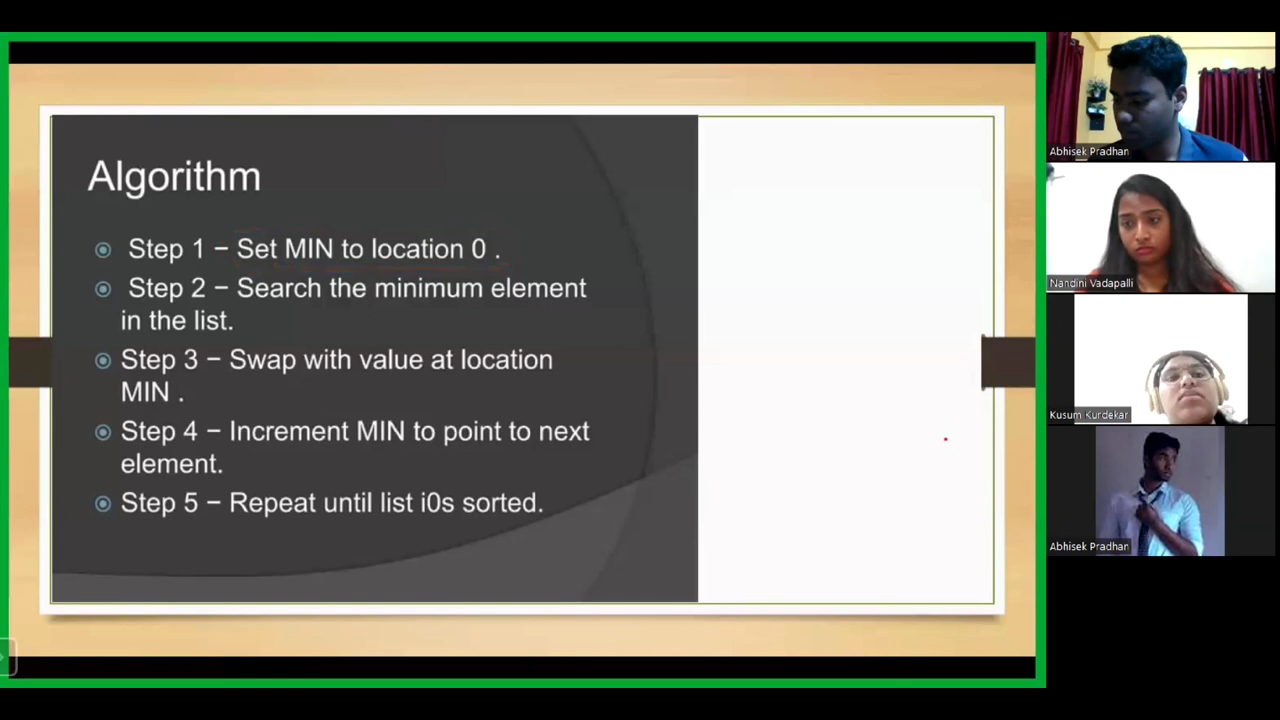 Algorithm
Step 1 − Set MIN to location 0 .
Step 2 − Search the minimum element
in the list.
Step 3 − Swap with value at location
MIN .
Step 4 − Increment MIN to point to next
element.
Step 5 − Repeat until list i0s sorted.
Abhisek Pradhan
Nandini Vadapalli
Kusum Kurdekar
Abhisek Pradhan